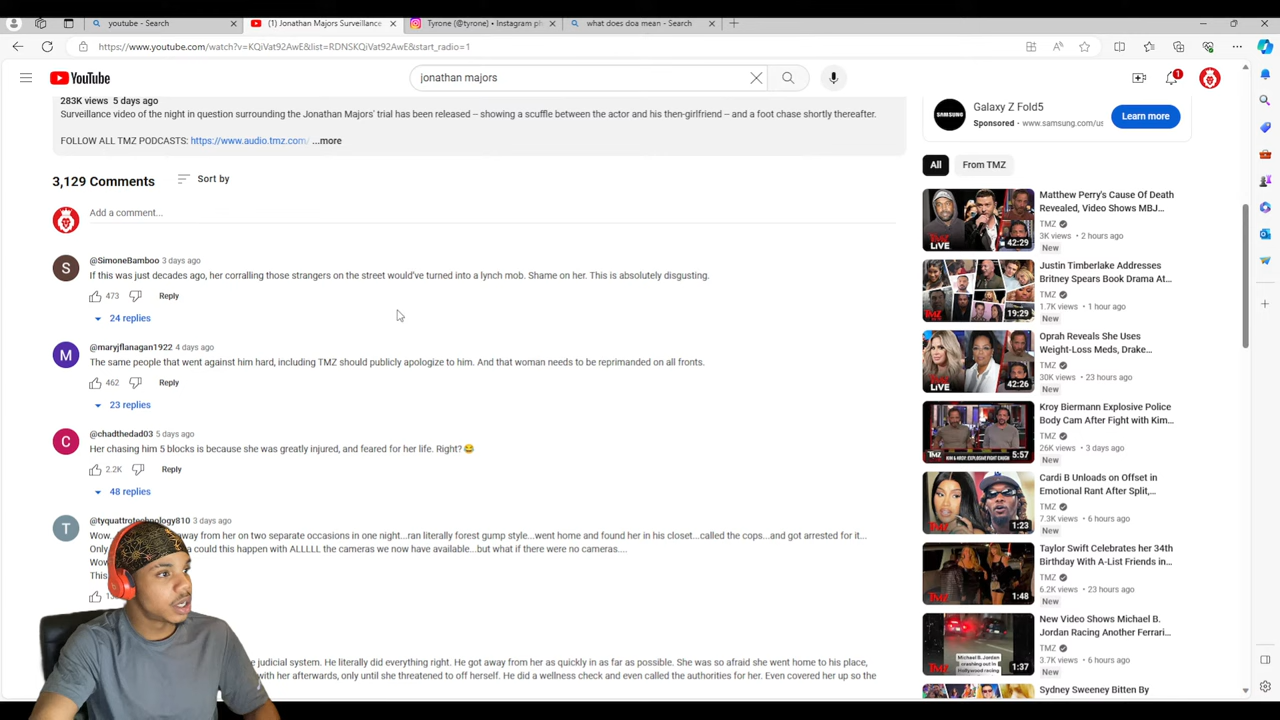 youtube - Search
(1) Jonathan Majors Surveillance
Tyrone (@tyrone) • Instagram ph
what does doa mean - Search
https://www.youtube.com/watch?v=KQiVat92AwE&list=RDNSKQiVat92AwE&start_radio=1
YouTube
jonathan majors
1
283K views 5 days ago
Surveillance video of the night in question surrounding the Jonathan Majors' trial has been released – showing a scuffle between the actor and his then-girlfriend – and a foot chase shortly thereafter.
FOLLOW ALL TMZ PODCASTS: https://www.audio.tmz.com/ ...more
3,129 Comments
Sort by
Add a comment...
S
@SimoneBamboo 3 days ago
If this was just decades ago, her corralling those strangers on the street would've turned into a lynch mob. Shame on her. This is absolutely disgusting.
473
Reply
24 replies
M
@maryjflanagan1922 4 days ago
The same people that went against him hard, including TMZ should publicly apologize to him. And that woman needs to be reprimanded on all fronts.
462
Reply
23 replies
C
@chadthedad03 5 days ago
Her chasing him 5 blocks is because she was greatly injured, and feared for her life. Right? 😂
2.2K
Reply
48 replies
T
@tyquattrotechnology810 3 days ago
Wow. away from her on two separate occasions in one night...ran literally forest gump style...went home and found her in his closet...called the cops...and got arrested for it...
Only a could this happen with ALLLLL the cameras we now have available...but what if there were no cameras....
Wow
This
judicial system. He literally did everything right. He got away from her as quickly in as far as possible. She was so afraid she went home to his place,
with her afterwards, only until she threatened to off herself. He did a wellness check and even called the authorities for her. Even covered her up so the
SAMSUNG
Galaxy Z Fold5
Sponsored • www.samsung.com/us
Learn more
All
From TMZ
TMZ LIVE
42:29
Matthew Perry's Cause Of Death
Revealed, Video Shows MBJ...
TMZ
3K views • 2 hours ago
New
TMZ
19:29
Justin Timberlake Addresses
Britney Spears Book Drama At...
TMZ
1.7K views • 1 hour ago
New
TMZ LIVE
42:26
Oprah Reveals She Uses
Weight-Loss Meds, Drake...
TMZ
30K views • 23 hours ago
New
5:57
Kroy Biermann Explosive Police
Body Cam After Fight with Kim...
TMZ
26K views • 3 days ago
New
TMZ
1:23
Cardi B Unloads on Offset in
Emotional Rant After Split,...
TMZ
7.3K views • 6 hours ago
New
TMZ
1:48
Taylor Swift Celebrates her 34th
Birthday With A-List Friends in...
TMZ
6.2K views • 23 hours ago
New
TMZ
Michael B. Jordan
crashing out in
Hollywood racing
1:37
New Video Shows Michael B.
Jordan Racing Another Ferrari...
TMZ
3.7K views • 6 hours ago
New
Sydney Sweeney Bitten By